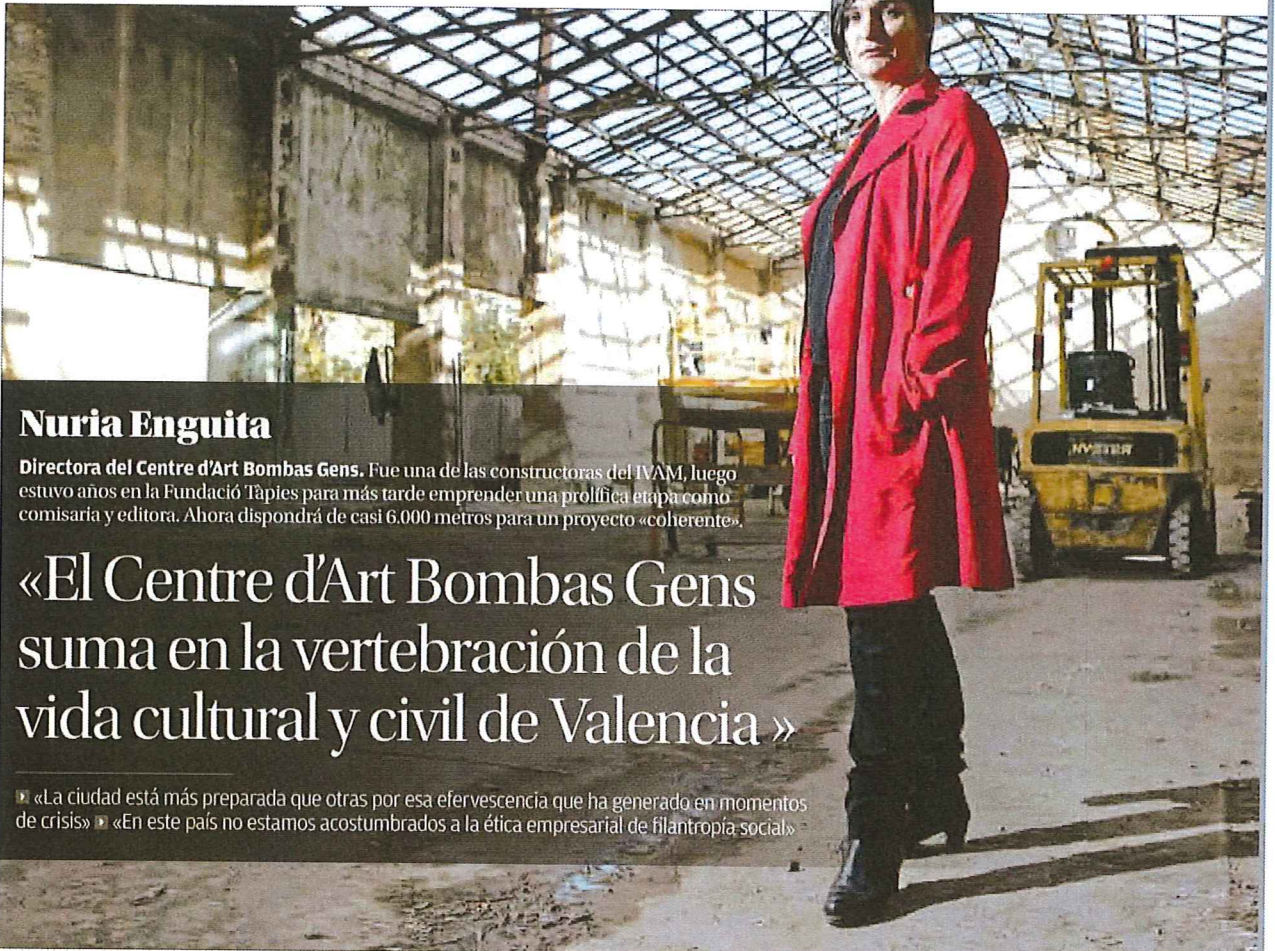 Nuria Enguita
Directora del Centre d'Art Bombas Gens. Fue una de las constructoras del IVAM, luego
estuvo años en la Fundació Tàpies para más tarde emprender una prolífica etapa como
comisaria y editora. Ahora dispondrá de casi 6.000 metros para un proyecto «coherente».
«El Centre d'Art Bombas Gens
suma en la vertebración de la
vida cultural y civil de Valencia »
«La ciudad está más preparada que otras por esa efervescencia que ha generado en momentos
de crisis» «En este país no estamos acostumbrados a la ética empresarial de filantropía social»
HYSTER